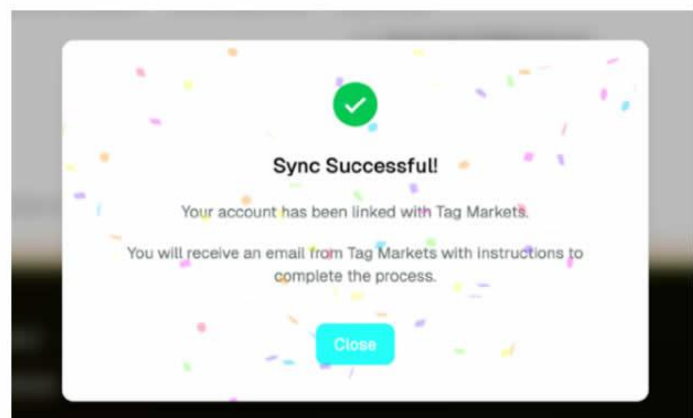 Sync Successful!
Your account has been linked with Tag Markets.
You will receive an email from Tag Markets with instructions to
complete the process.
Close